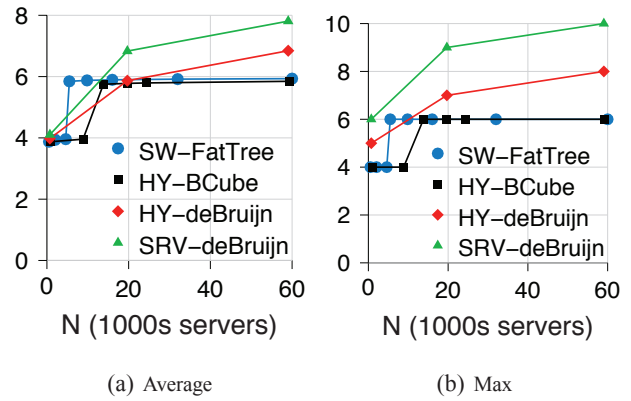 8
6
4
2
0
SW−FatTree
HY−BCube
HY−deBruijn
SRV−deBruijn
0 20 40 60
N (1000s servers)
(a) Average
10
8
6
4
2
0
SW−FatTree
HY−BCube
HY−deBruijn
SRV−deBruijn
0 20 40 60
N (1000s servers)
(b) Max